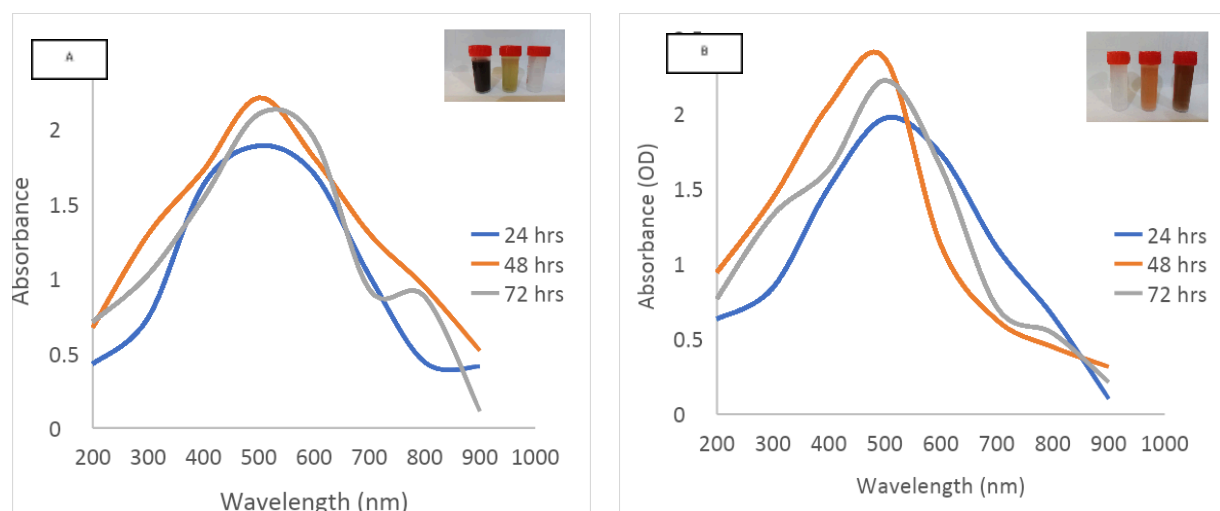 A
Absorbance
2
1.5
1
0.5
0
200 300 400 500 600 700 800 900 1000
Wavelength (nm)
24 hrs
48 hrs
72 hrs
B
Absorbance (OD)
2
1.5
1
0.5
0
200 300 400 500 600 700 800 900 1000
Wavelength (nm)
24 hrs
48 hrs
72 hrs